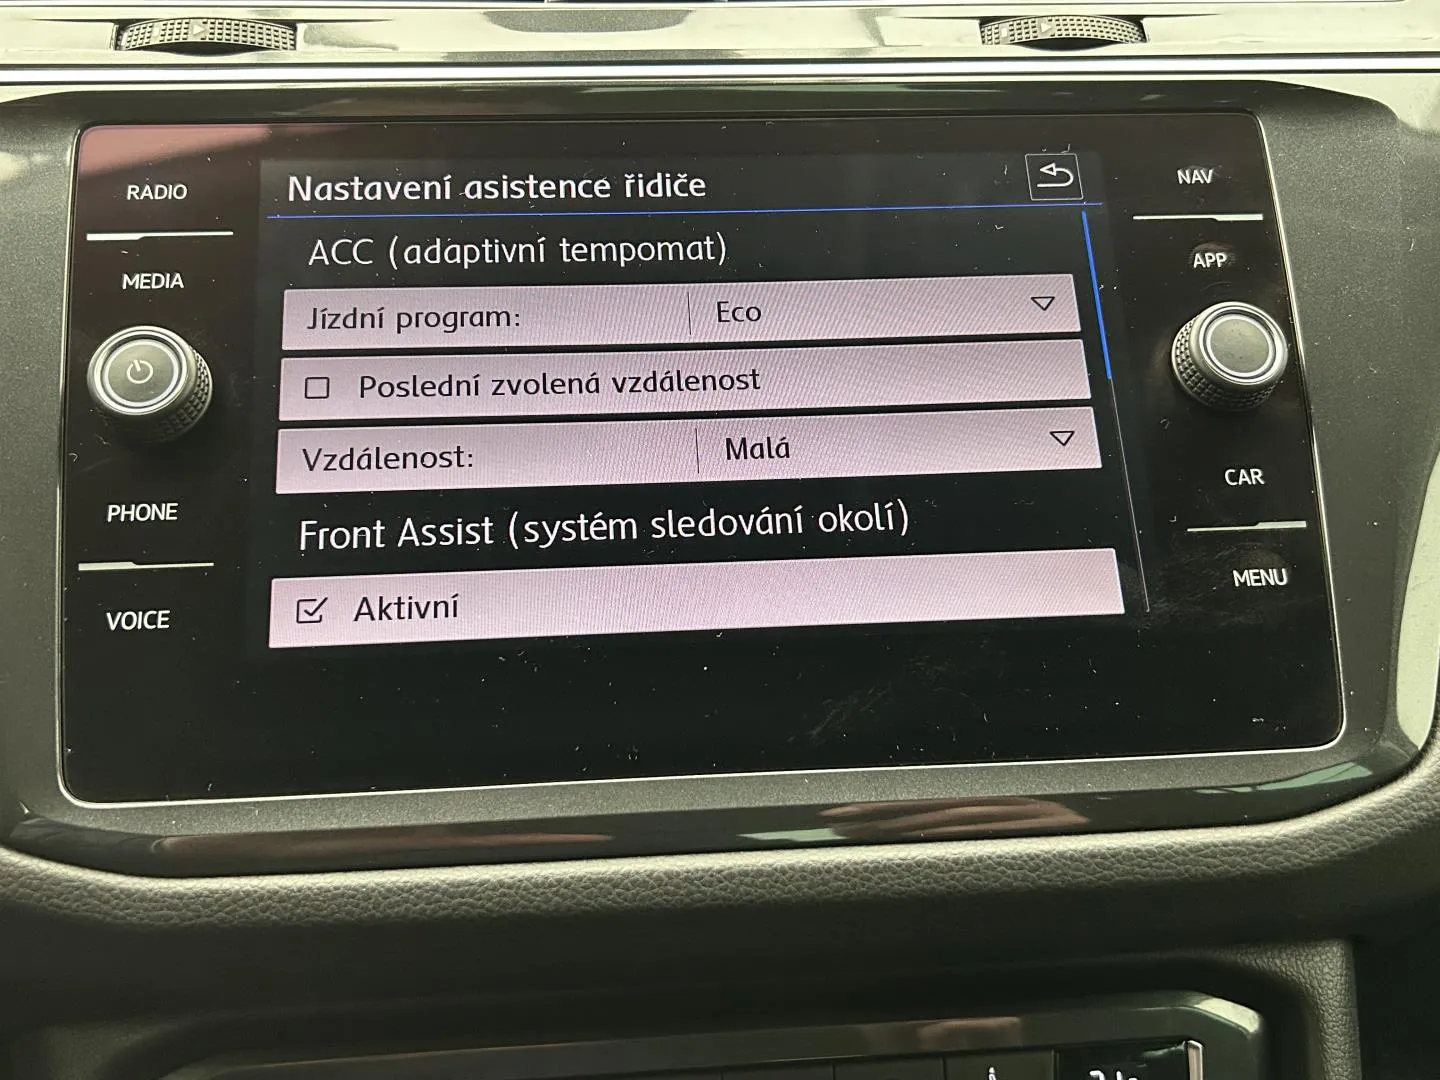 RADIO
MEDIA
PHONE
VOICE
Nastavení asistence řidiče
ACC (adaptivní tempomat)
Jízdní program: Eco
Poslední zvolená vzdálenost
Vzdálenost: Malá
Front Assist (systém sledování okolí)
Aktivní
NAV
APP
CAR
MENU